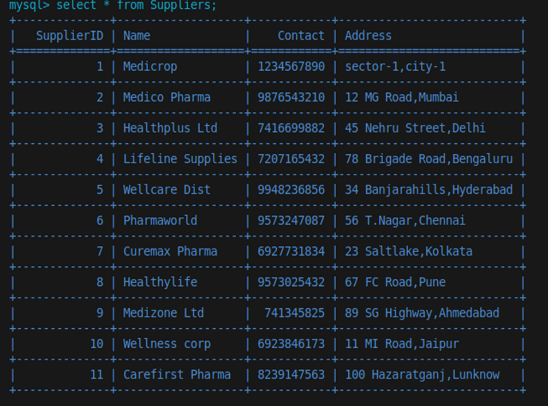 mysql> select * from Suppliers;
SupplierID | Name | Contact | Address
1 | Medicrop | 1234567890 | sector-1,city-1
2 | Medico Pharma | 9876543210 | 12 MG Road,Mumbai
3 | Healthplus Ltd | 7416699882 | 45 Nehru Street,Delhi
4 | Lifeline Supplies | 7207165432 | 78 Brigade Road,Bengaluru
5 | Wellcare Dist | 9948236856 | 34 Banjarahills,Hyderabad
6 | Pharmaworld | 9573247087 | 56 T.Nagar,Chennai
7 | Curemax Pharma | 6927731834 | 23 Saltlake,Kolkata
8 | Healthylife | 9573025432 | 67 FC Road,Pune
9 | Medizone Ltd | 741345825 | 89 SG Highway,Ahmedabad
10 | Wellness corp | 6923846173 | 11 MI Road,Jaipur
11 | Carefirst Pharma | 8239147563 | 100 Hazaratganj,Lunknow